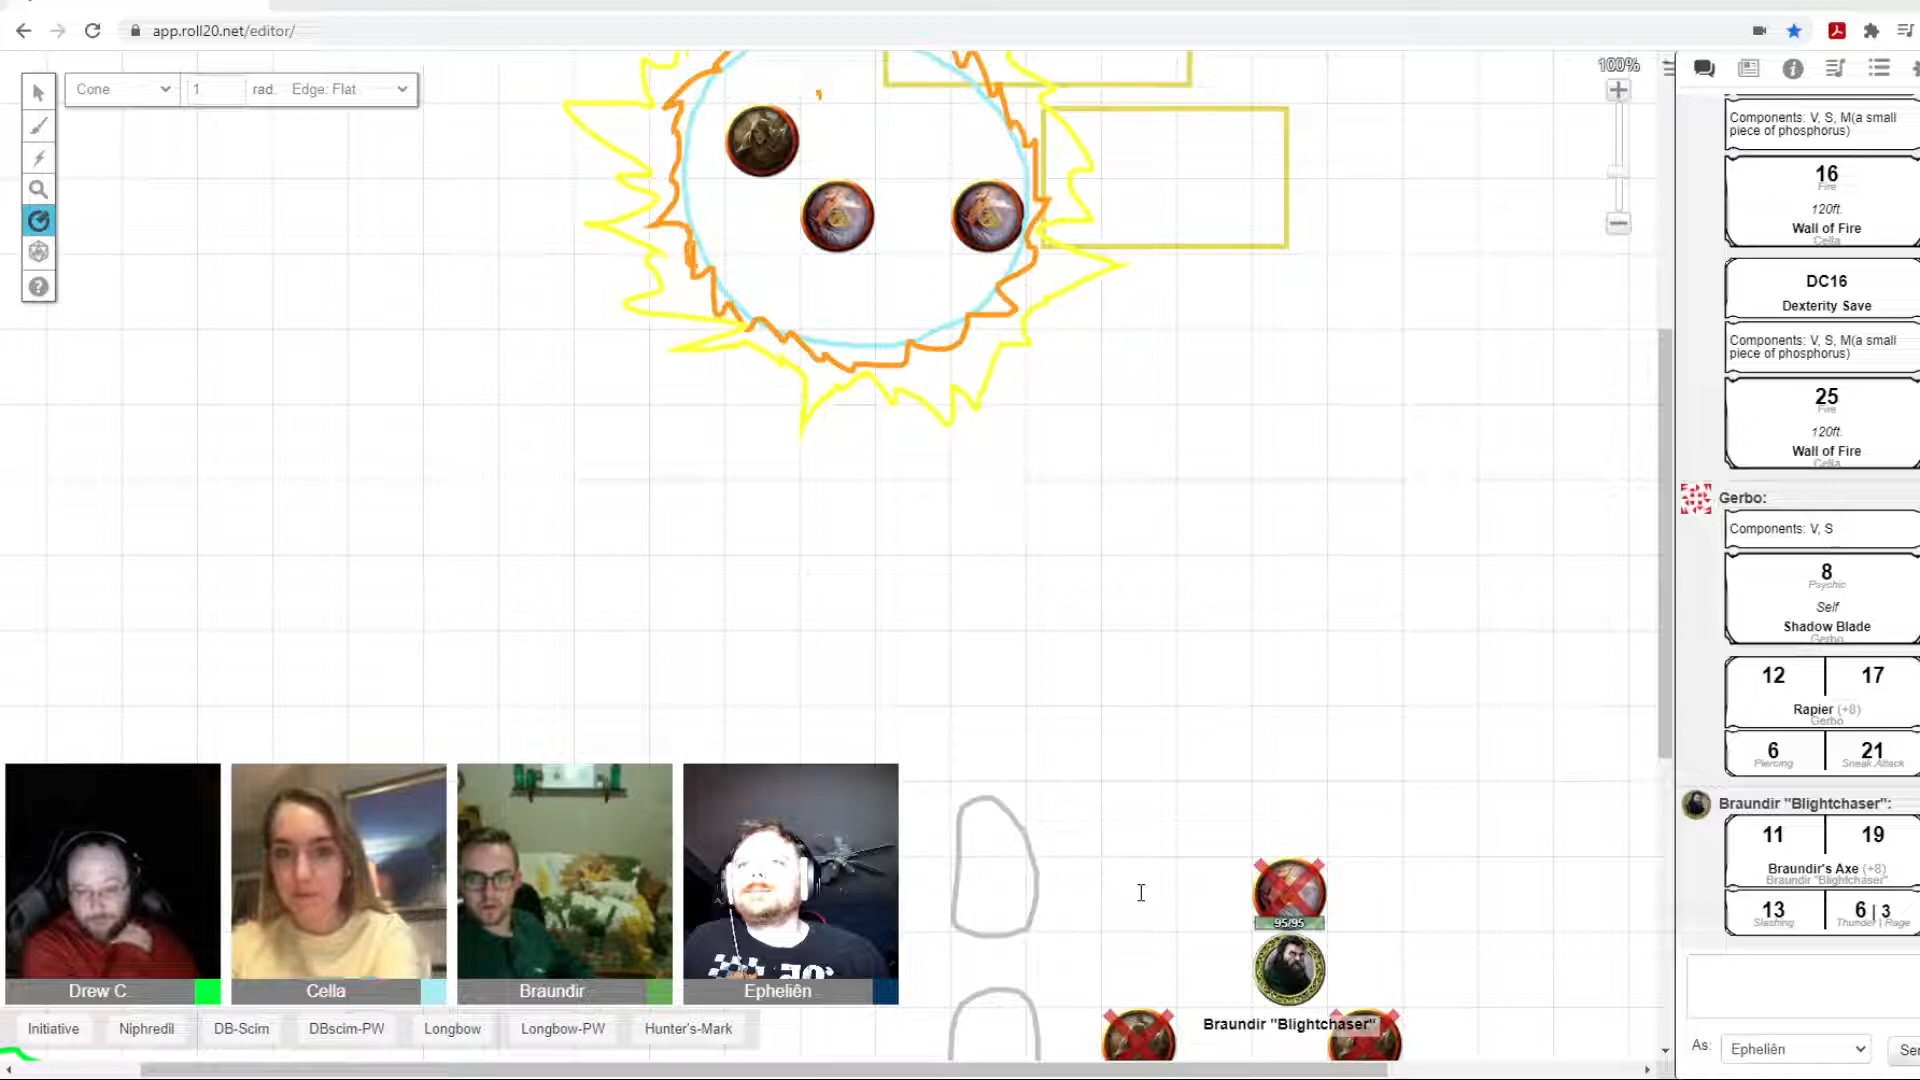 app.roll20.net/editor/
Cone 1 rad. Edge: Flat
100%
Components: V, S, M(a small
piece of phosphorus)
16
Fire
120ft.
Wall of Fire
Cella
DC16
Dexterity Save
Components: V, S, M(a small
piece of phosphorus)
25
Fire
120ft.
Wall of Fire
Cella
Gerbo:
Components: V, S
8
Psychic
Self
Shadow Blade
Gerbo
12 17
Rapier (+8)
Gerbo
6 21
Piercing Sneak Attack
Braundir "Blightchaser":
11 19
Braundir's Axe (+8)
Braundir "Blightchaser"
13 6 | 3
Slashing Thunder | Rage
95/95
Braundir "Blightchaser"
Drew C. Cella Braundir Epheliên
Initiative Niphredil DB-Scim DBscim-PW Longbow Longbow-PW Hunter's-Mark
As: Epheliên Ser